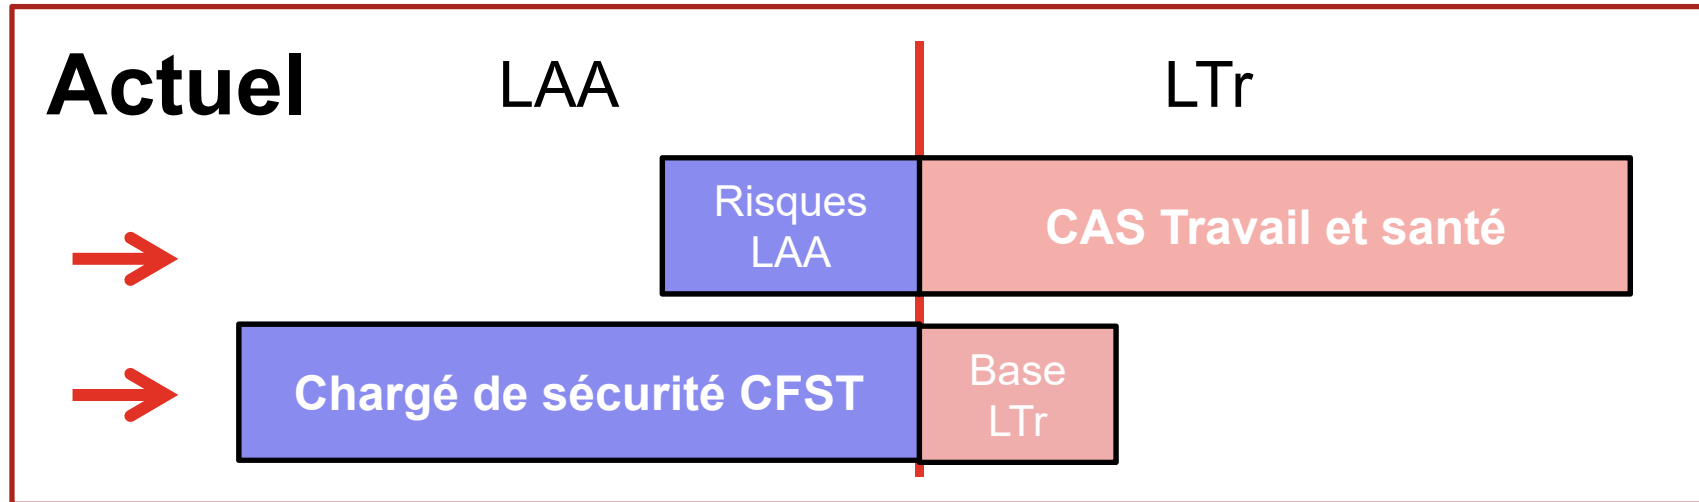 Actuel
LAA
LTr
Risques
LAA
CAS Travail et santé
Chargé de sécurité CFST
Base
LTr